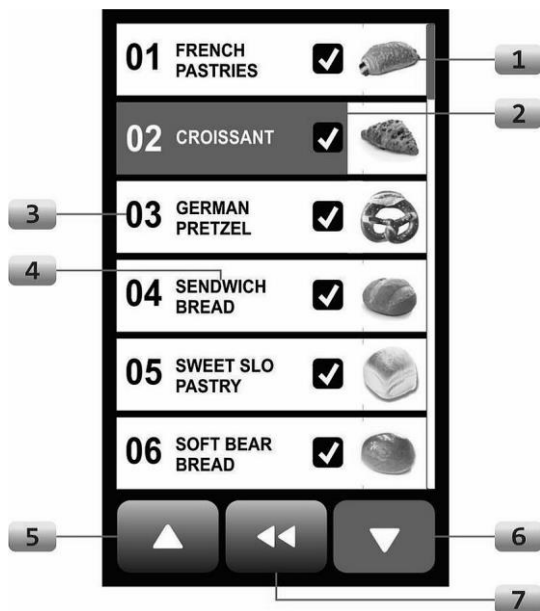 01 FRENCH
PASTRIES
1
2
02 CROISSANT
3
03 GERMAN
PRETZEL
4
04 SENDWICH
BREAD
05 SWEET SLO
PASTRY
06 SOFT BEAR
BREAD
5
6
7